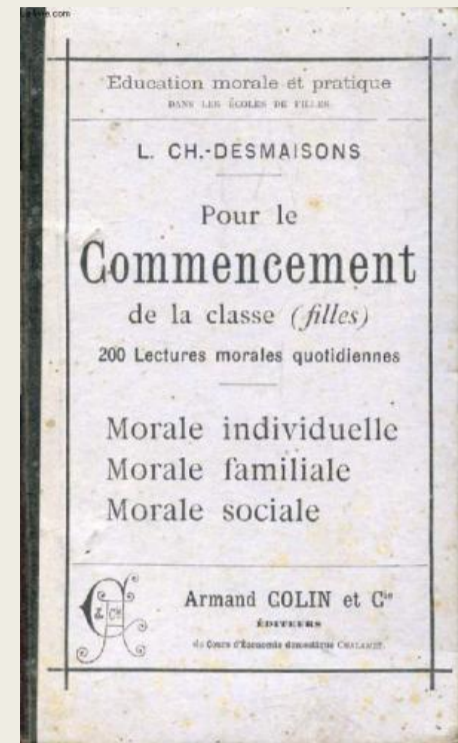 Education morale et pratique
DANS LES ÉCOLES DE FILLES
L. CH.-DESMAISONS
Pour le
Commencement
de la classe (filles)
200 Lectures morales quotidiennes
Morale individuelle
Morale familiale
Morale sociale
Armand COLIN et Cie
ÉDITEURS
du Cours d'Économie domestique CHALAMET.